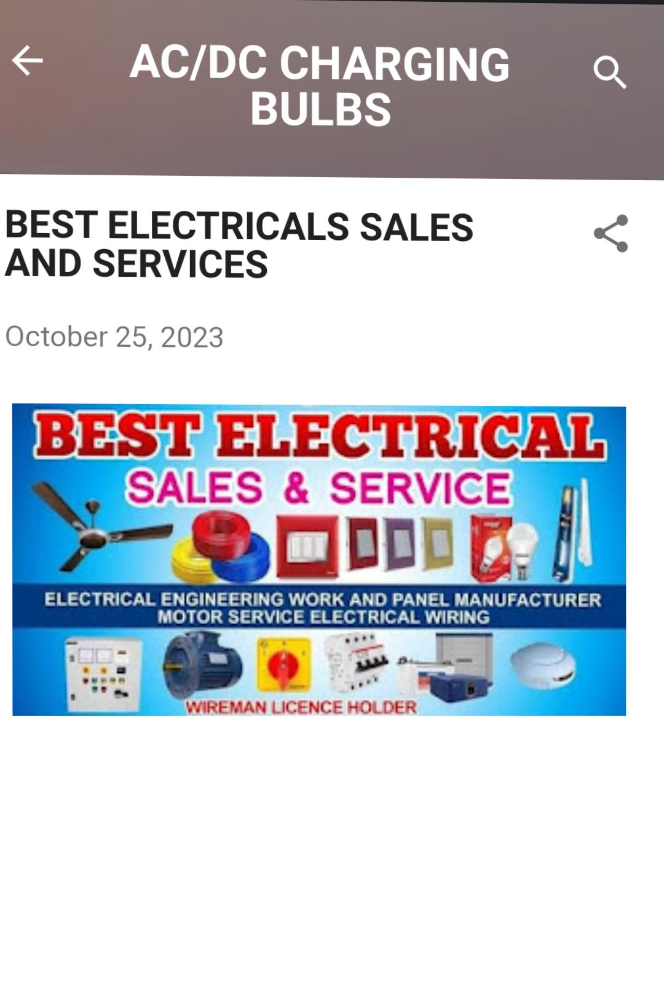 AC/DC CHARGING
BULBS
BEST ELECTRICALS SALES
AND SERVICES
October 25, 2023
BEST ELECTRICAL
SALES & SERVICE
ELECTRICAL ENGINEERING WORK AND PANEL MANUFACTURER
MOTOR SERVICE ELECTRICAL WIRING
WIREMAN LICENCE HOLDER